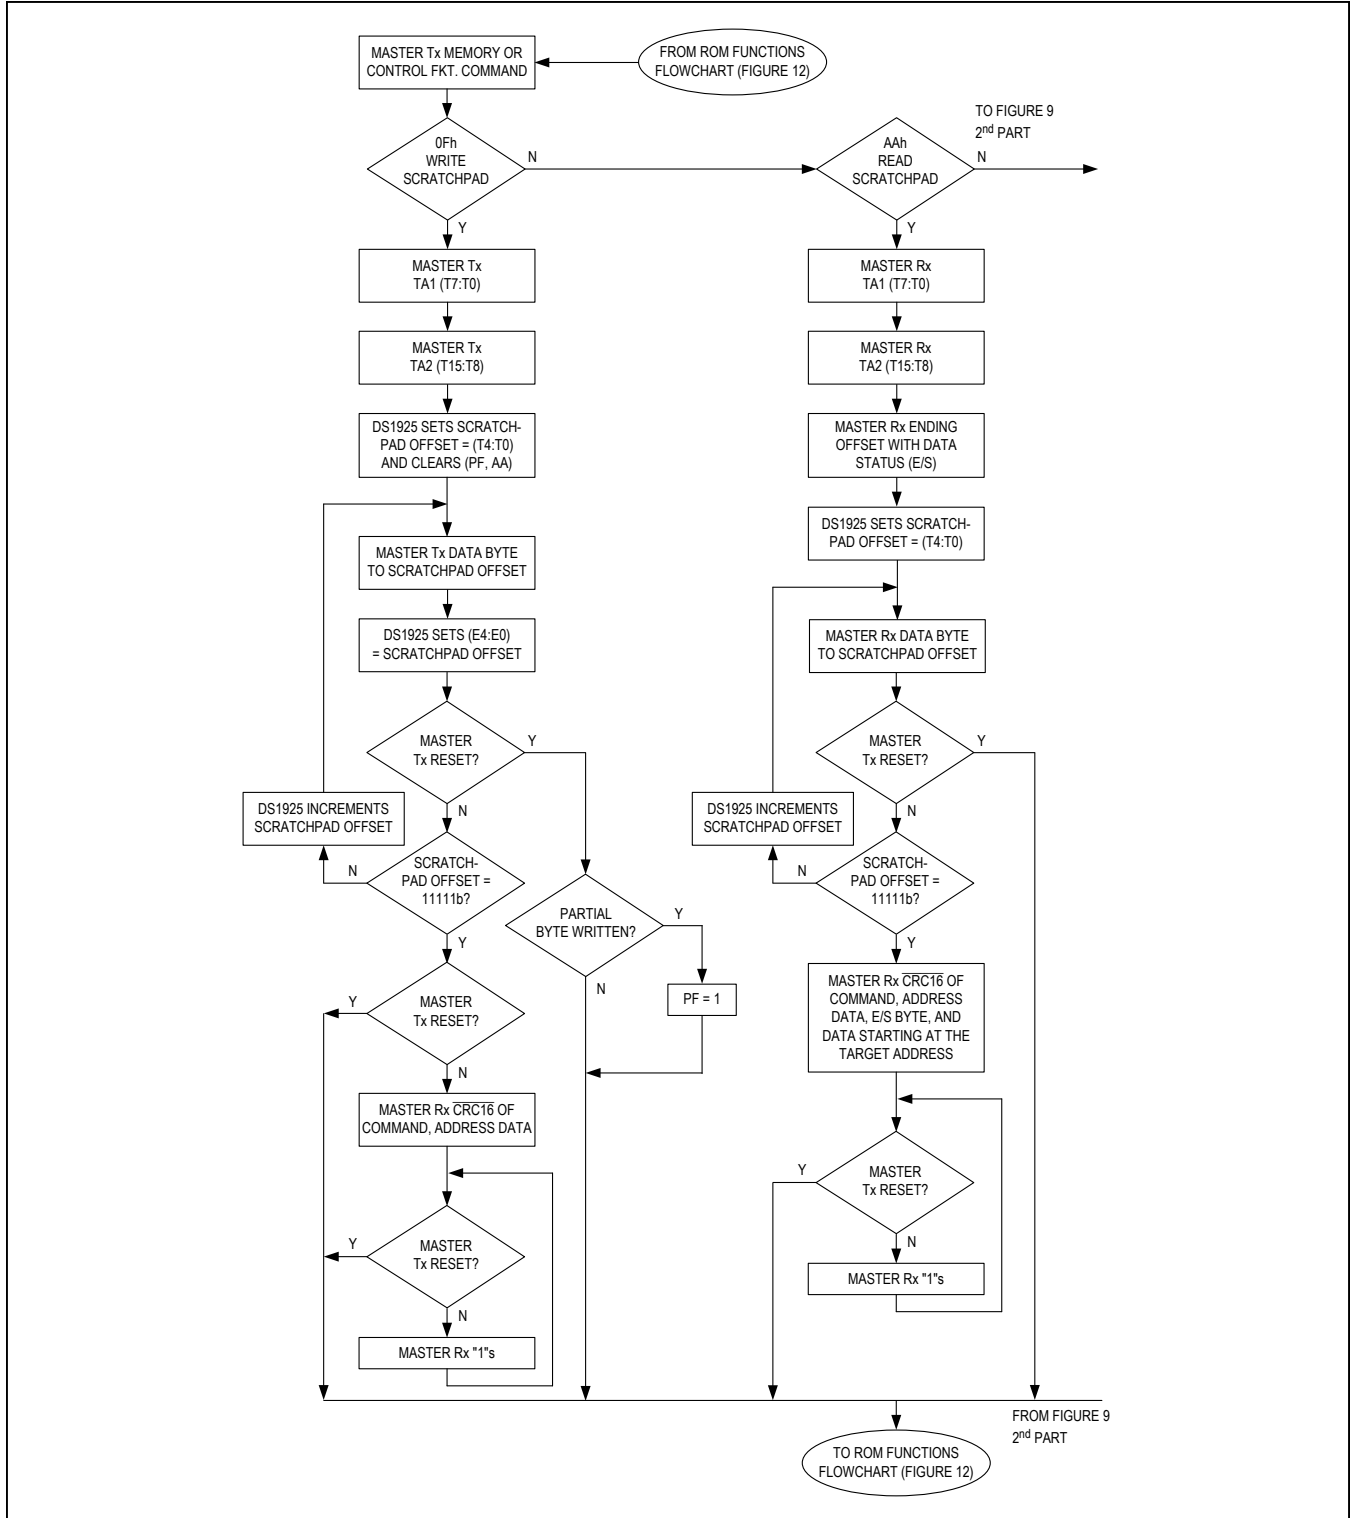 MASTER Tx MEMORY OR
CONTROL FKT. COMMAND
FROM ROM FUNCTIONS
FLOWCHART (FIGURE 12)
0Fh
WRITE
SCRATCHPAD
N
Y
AAh
READ
SCRATCHPAD
TO FIGURE 9
2nd PART
N
Y
MASTER Tx
TA1 (T7:T0)
MASTER Tx
TA2 (T15:T8)
DS1925 SETS SCRATCH-
PAD OFFSET = (T4:T0)
AND CLEARS (PF, AA)
MASTER Tx DATA BYTE
TO SCRATCHPAD OFFSET
DS1925 SETS (E4:E0)
= SCRATCHPAD OFFSET
MASTER
Tx RESET?
Y
N
DS1925 INCREMENTS
SCRATCHPAD OFFSET
SCRATCH-
PAD OFFSET =
11111b?
N
Y
PARTIAL
BYTE WRITTEN?
Y
N
PF = 1
MASTER
Tx RESET?
Y
N
MASTER Rx CRC16 OF
COMMAND, ADDRESS DATA
MASTER
Tx RESET?
Y
N
MASTER Rx "1"s
MASTER Rx
TA1 (T7:T0)
MASTER Rx
TA2 (T15:T8)
MASTER Rx ENDING
OFFSET WITH DATA
STATUS (E/S)
DS1925 SETS SCRATCH-
PAD OFFSET = (T4:T0)
MASTER Rx DATA BYTE
TO SCRATCHPAD OFFSET
MASTER
Tx RESET?
Y
N
DS1925 INCREMENTS
SCRATCHPAD OFFSET
SCRATCH-
PAD OFFSET =
11111b?
N
Y
MASTER Rx CRC16 OF
COMMAND, ADDRESS
DATA, E/S BYTE, AND
DATA STARTING AT THE
TARGET ADDRESS
MASTER
Tx RESET?
Y
N
MASTER Rx "1"s
FROM FIGURE 9
2nd PART
TO ROM FUNCTIONS
FLOWCHART (FIGURE 12)